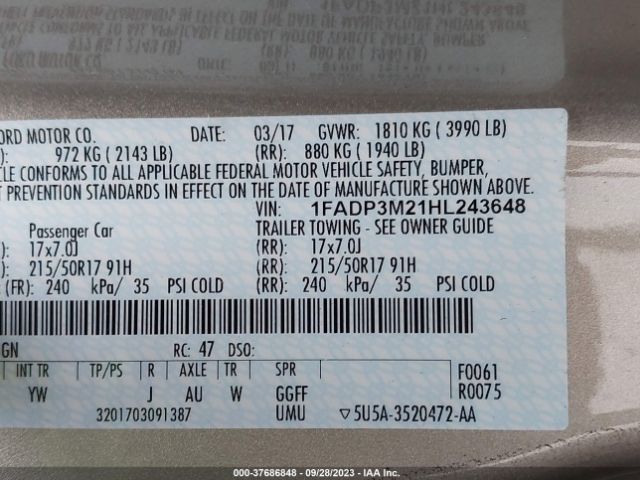 ORD MOTOR CO. DATE: 03/17 GVWR: 1810 KG ( 3990 LB)
): 972 KG ( 2143 LB) (RR): 880 KG ( 1940 LB)
CLE CONFORMS TO ALL APPLICABLE FEDERAL MOTOR VEHICLE SAFETY, BUMPER,
T PREVENTION STANDARDS IN EFFECT ON THE DATE OF MANUFACTURE SHOWN ABOVE.
VIN: 1FADP3M21HL243648
Passenger Car TRAILER TOWING - SEE OWNER GUIDE
17x7.0J (RR): 17x7.0J
215/50R17 91H (RR): 215/50R17 91H
(FR): 240 kPa/ 35 PSI COLD (RR): 240 kPa/ 35 PSI COLD
GN RC: 47 DSO:
INT TR TP/PS R AXLE TR SPR F0061
YW J AU W GGFF R0075
3201703091387 UMU ▽5U5A-3520472-AA
000-37686848 - 09/28/2023 - IAA Inc.